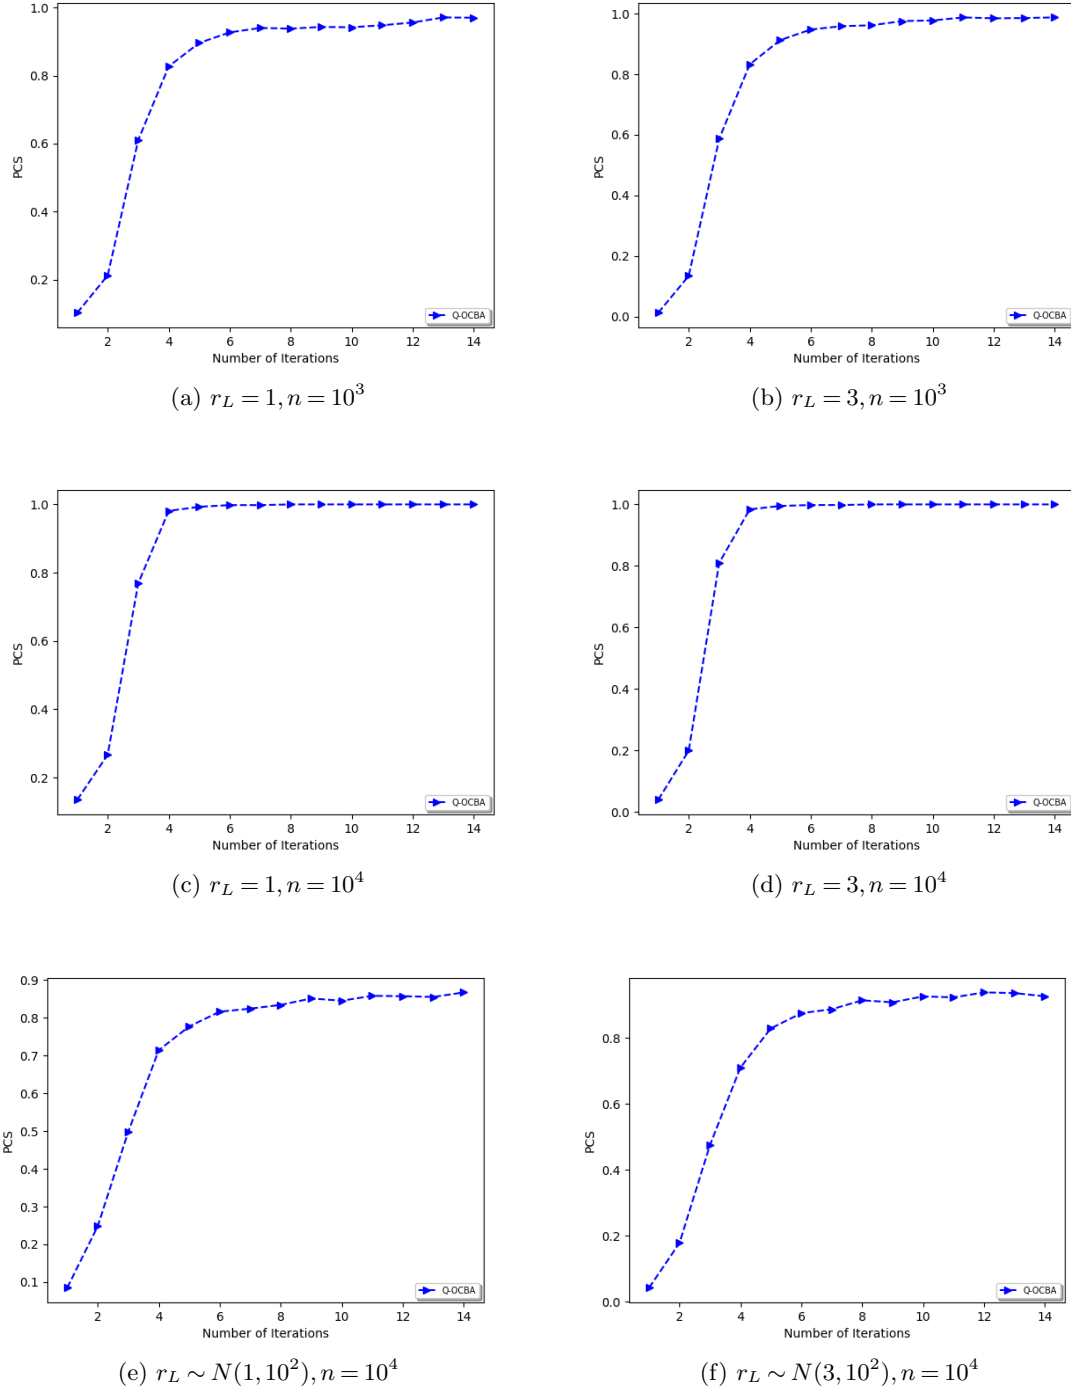 1.0
0.8
0.6
0.4
0.2
PCS
2 4 6 8 10 12 14
Number of Iterations
Q-OCBA
(a) r_L = 1, n = 10^3
1.0
0.8
0.6
0.4
0.2
0.0
PCS
2 4 6 8 10 12 14
Number of Iterations
Q-OCBA
(b) r_L = 3, n = 10^3
1.0
0.8
0.6
0.4
0.2
PCS
2 4 6 8 10 12 14
Number of Iterations
Q-OCBA
(c) r_L = 1, n = 10^4
1.0
0.8
0.6
0.4
0.2
0.0
PCS
2 4 6 8 10 12 14
Number of Iterations
Q-OCBA
(d) r_L = 3, n = 10^4
0.9
0.8
0.7
0.6
0.5
0.4
0.3
0.2
0.1
PCS
2 4 6 8 10 12 14
Number of Iterations
Q-OCBA
(e) r_L ∼ N(1, 10^2), n = 10^4
0.8
0.6
0.4
0.2
0.0
PCS
2 4 6 8 10 12 14
Number of Iterations
Q-OCBA
(f) r_L ∼ N(3, 10^2), n = 10^4